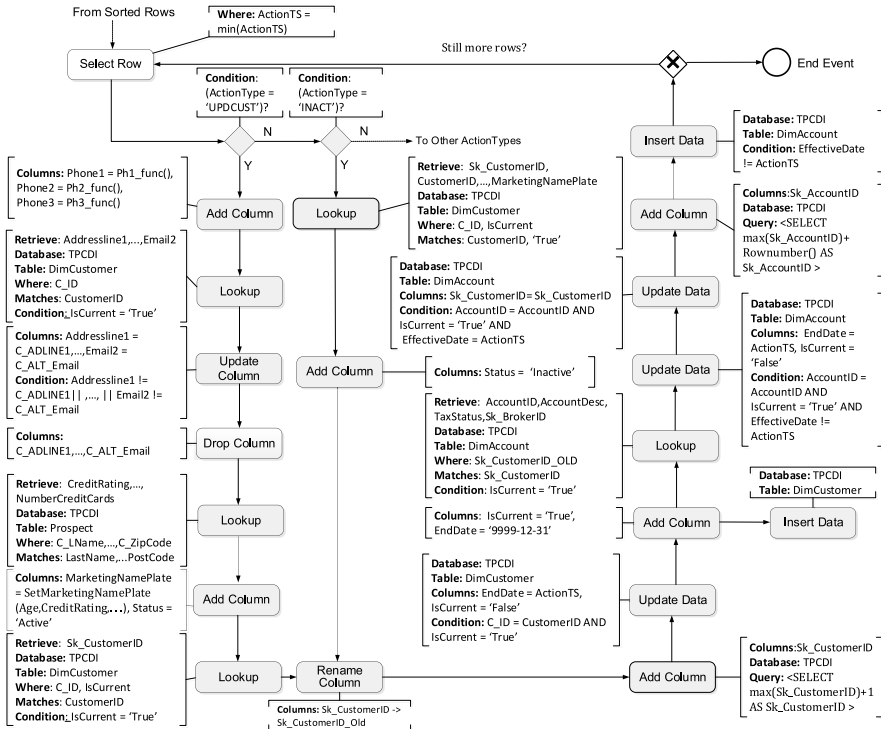 From Sorted Rows
Where: ActionTS =
min(ActionTS)
Select Row
Still more rows?
End Event
Condition:
(ActionType =
‘UPDCUST’)?
Condition:
(ActionType =
‘INACT’)?
N
N
To Other ActionTypes
Y
Y
Columns: Phone1 = Ph1_func(),
Phone2 = Ph2_func(),
Phone3 = Ph3_func()
Add Column
Retrieve: Addressline1,...,Email2
Database: TPCDI
Table: DimCustomer
Where: C_ID
Matches: CustomerID
Condition: IsCurrent = ‘True’
Lookup
Columns: Addressline1 =
C_ADLINE1,...,Email2 =
C_ALT_Email
Condition: Addressline1 !=
C_ADLINE1|| ,..., || Email2 !=
C_ALT_Email
Update
Column
Columns:
C_ADLINE1,...,C_ALT_Email
Drop Column
Retrieve: CreditRating,...,
NumberCreditCards
Database: TPCDI
Table: Prospect
Where: C_LName,...,C_ZipCode
Matches: LastName,...PostCode
Lookup
Columns: MarketingNamePlate
= SetMarketingNamePlate
(Age,CreditRating,...), Status =
‘Active’
Add Column
Retrieve: Sk_CustomerID
Database: TPCDI
Table: DimCustomer
Where: C_ID, IsCurrent
Matches: CustomerID
Condition: IsCurrent = ‘True’
Lookup
Retrieve: Sk_CustomerID,
CustomerID,...,MarketingNamePlate
Database: TPCDI
Table: DimCustomer
Where: C_ID, IsCurrent
Matches: CustomerID, ‘True’
Lookup
Columns: Status = ‘Inactive’
Add Column
Rename
Column
Columns: Sk_CustomerID ->
Sk_CustomerID_Old
Add Column
Columns:Sk_CustomerID
Database: TPCDI
Query: <SELECT
max(Sk_CustomerID)+1
AS Sk_CustomerID >
Database: TPCDI
Table: DimCustomer
Columns: EndDate = ActionTS,
IsCurrent = ‘False’
Condition: C_ID = CustomerID AND
IsCurrent = ‘True’
Update Data
Columns: IsCurrent = ‘True’,
EndDate = ‘9999-12-31’
Add Column
Database: TPCDI
Table: DimCustomer
Insert Data
Retrieve: AccountID,AccountDesc,
TaxStatus,Sk_BrokerID
Database: TPCDI
Table: DimAccount
Where: Sk_CustomerID_OLD
Matches: Sk_CustomerID
Condition: IsCurrent = ‘True’
Lookup
Database: TPCDI
Table: DimAccount
Columns: EndDate =
ActionTS, IsCurrent =
‘False’
Condition: AccountID =
AccountID AND
IsCurrent = ‘True’ AND
EffectiveDate !=
ActionTS
Update Data
Database: TPCDI
Table: DimAccount
Columns: Sk_CustomerID= Sk_CustomerID
Condition: AccountID = AccountID AND
IsCurrent = ‘True’ AND
EffectiveDate = ActionTS
Update Data
Columns:Sk_AccountID
Database: TPCDI
Query: <SELECT
max(Sk_AccountID)+
Rownumber() AS
Sk_AccountID >
Add Column
Database: TPCDI
Table: DimAccount
Condition: EffectiveDate
!= ActionTS
Insert Data